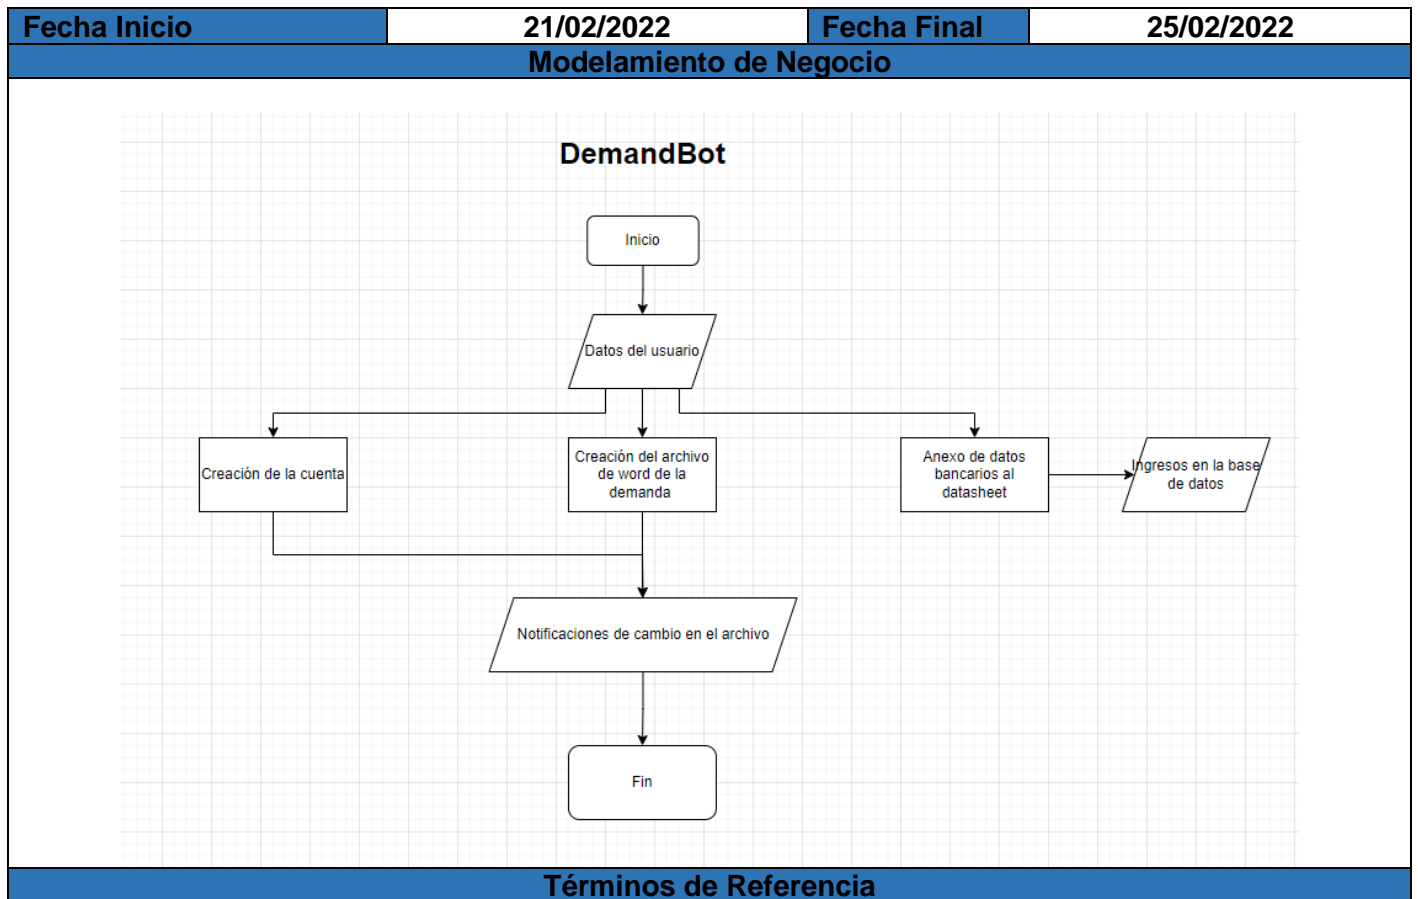 Fecha Inicio 21/02/2022 Fecha Final 25/02/2022
Modelamiento de Negocio
DemandBot
Inicio
Datos del usuario
Creación de la cuenta
Creación del archivo
de word de la
demanda
Anexo de datos
bancarios al
datasheet
Ingresos en la base
de datos
Notificaciones de cambio en el archivo
Fin
Términos de Referencia